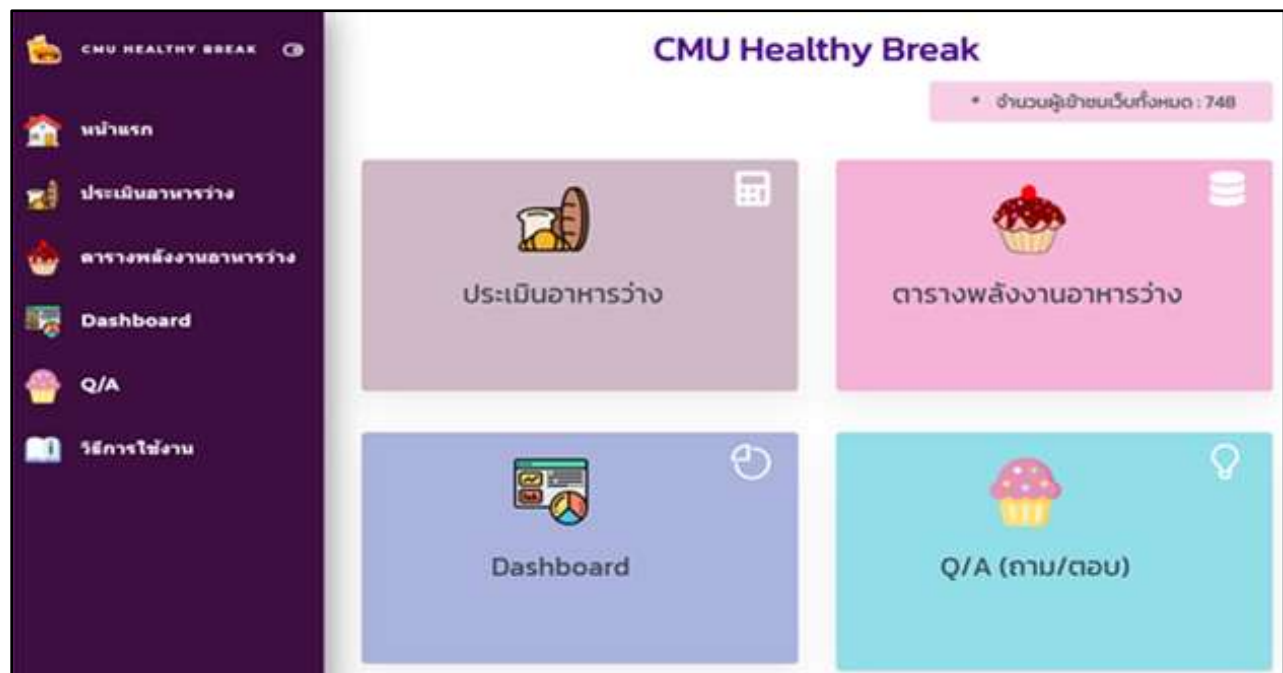 CMU HEALTHY BREAK
หน้าแรก
ประเมินอาหารว่าง
ตารางพลังงานอาหารว่าง
Dashboard
Q/A
วิธีการใช้งาน
CMU Healthy Break
• จำนวนผู้เข้าชมเว็บทั้งหมด : 748
ประเมินอาหารว่าง
ตารางพลังงานอาหารว่าง
Dashboard
Q/A (ถาม/ตอบ)